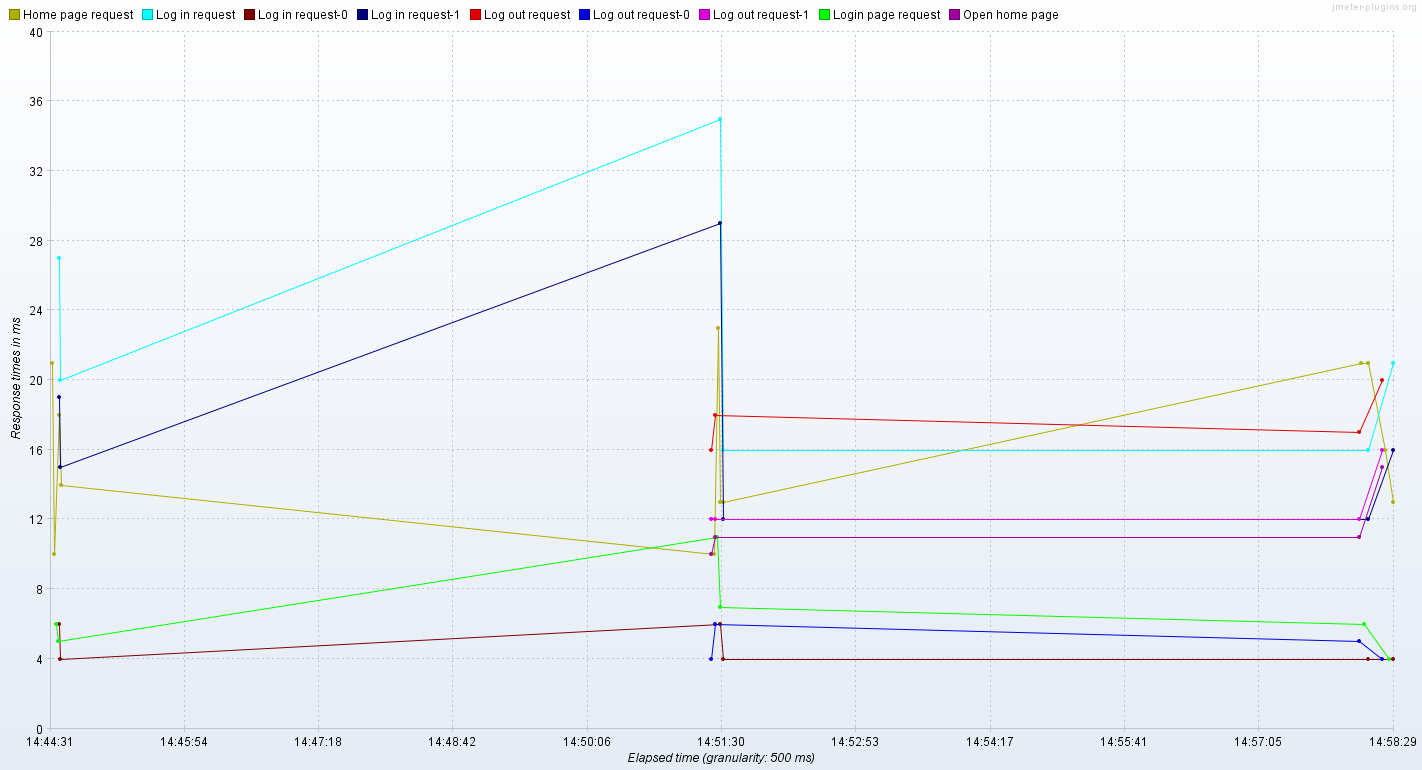 jmeter-plugins.org
Home page request Log in request Log in request-0 Log in request-1 Log out request Log out request-0 Log out request-1 Login page request Open home page
40
36
32
28
24
20
16
12
8
4
0
Response times in ms
14:44:31 14:45:54 14:47:18 14:48:42 14:50:06 14:51:30 14:52:53 14:54:17 14:55:41 14:57:05 14:58:29
Elapsed time (granularity: 500 ms)